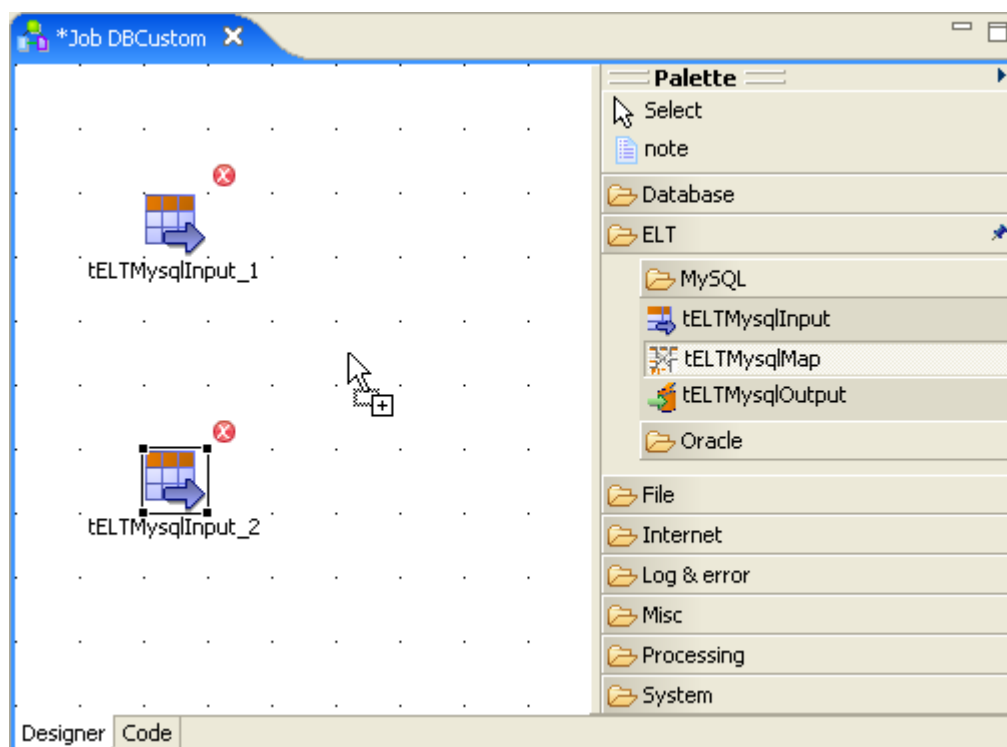 *Job DBCustom
Palette
Select
note
Database
ELT
MySQL
tELTMysqlInput
tELTMysqlMap
tELTMysqlOutput
Oracle
File
Internet
Log & error
Misc
Processing
System
tELTMysqlInput_1
tELTMysqlInput_2
Designer
Code